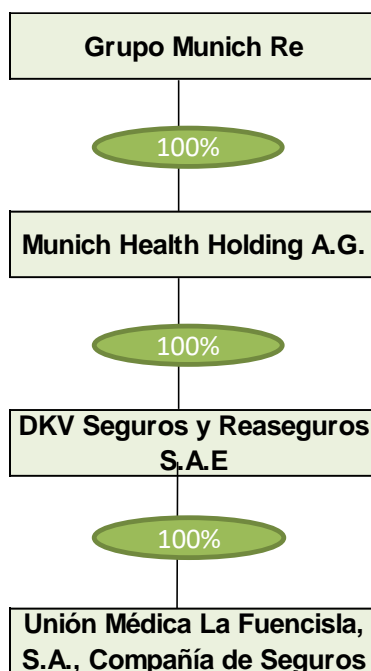 Grupo Munich Re
100%
Munich Health Holding A.G.
100%
DKV Seguros y Reaseguros
S.A.E
100%
Unión Médica La Fuencisla,
S.A., Compañía de Seguros